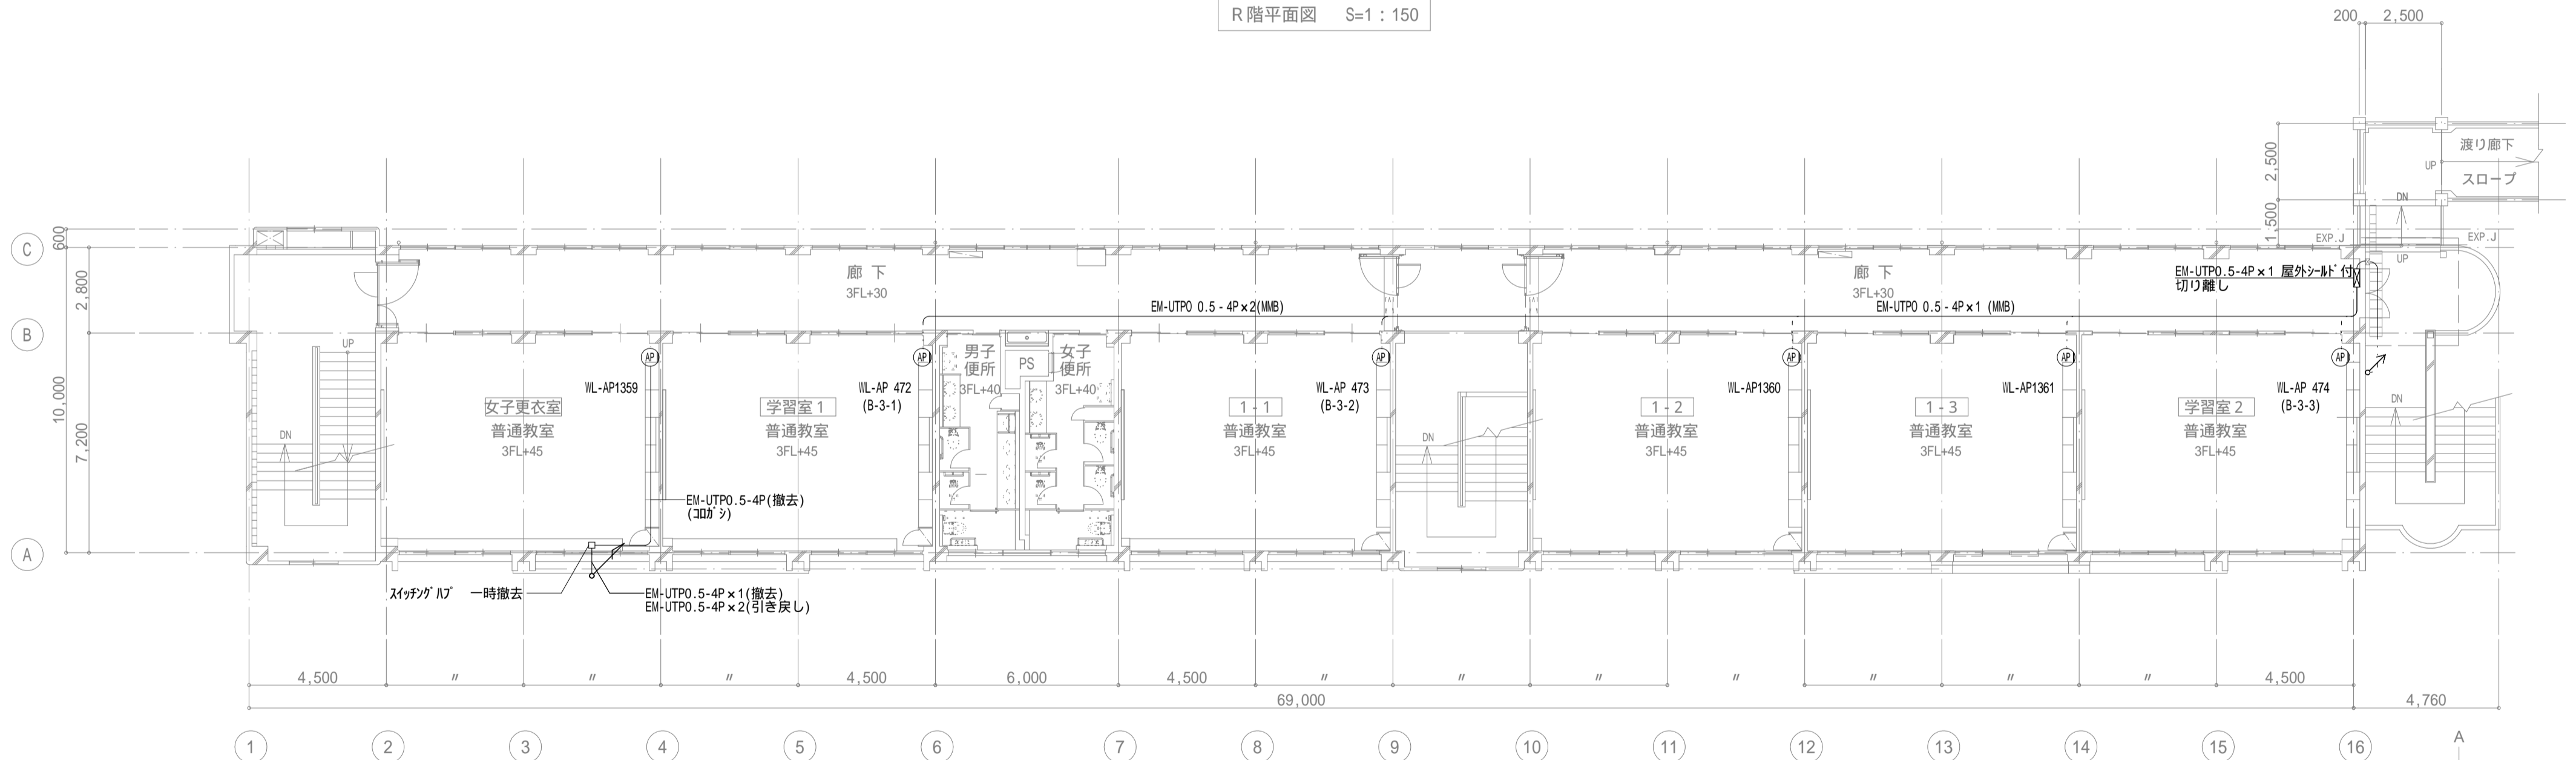 R階平面図 S=1：150
200 2,500
渡り廊下
UP
スロープ
2,500
DN
1,500
EXP.J
EXP.J
UP
C
600
2,800
B
10,000
7,200
A
廊 下
3FL+30
廊 下
3FL+30
EM-UTP0.5-4P×1 屋外ｼｰﾙﾄﾞ付
切り離し
EM-UTP0 0.5 - 4P×2(MMB)
EM-UTP0 0.5 - 4P×1 (MMB)
UP
DN
AP
WL-AP1359
女子更衣室
普通教室
3FL+45
AP
WL-AP 472
(B-3-1)
学習室1
普通教室
3FL+45
男子
便所
3FL+40
PS
女子
便所
3FL+40
AP
WL-AP 473
(B-3-2)
1-1
普通教室
3FL+45
DN
AP
WL-AP1360
1-2
普通教室
3FL+45
AP
WL-AP1361
1-3
普通教室
3FL+45
AP
WL-AP 474
(B-3-3)
学習室2
普通教室
3FL+45
DN
EM-UTP0.5-4P(撤去)
(ｺﾛｶﾞｼ)
ｽｲｯﾁﾝｸﾞﾊﾌﾞ 一時撤去
EM-UTP0.5-4P×1(撤去)
EM-UTP0.5-4P×2(引き戻し)
4,500 〃 〃 〃 4,500 6,000 4,500 〃 〃 〃 〃 〃 〃 〃 4,500
69,000 4,760
1 2 3 4 5 6 7 8 9 10 11 12 13 14 15 16 A